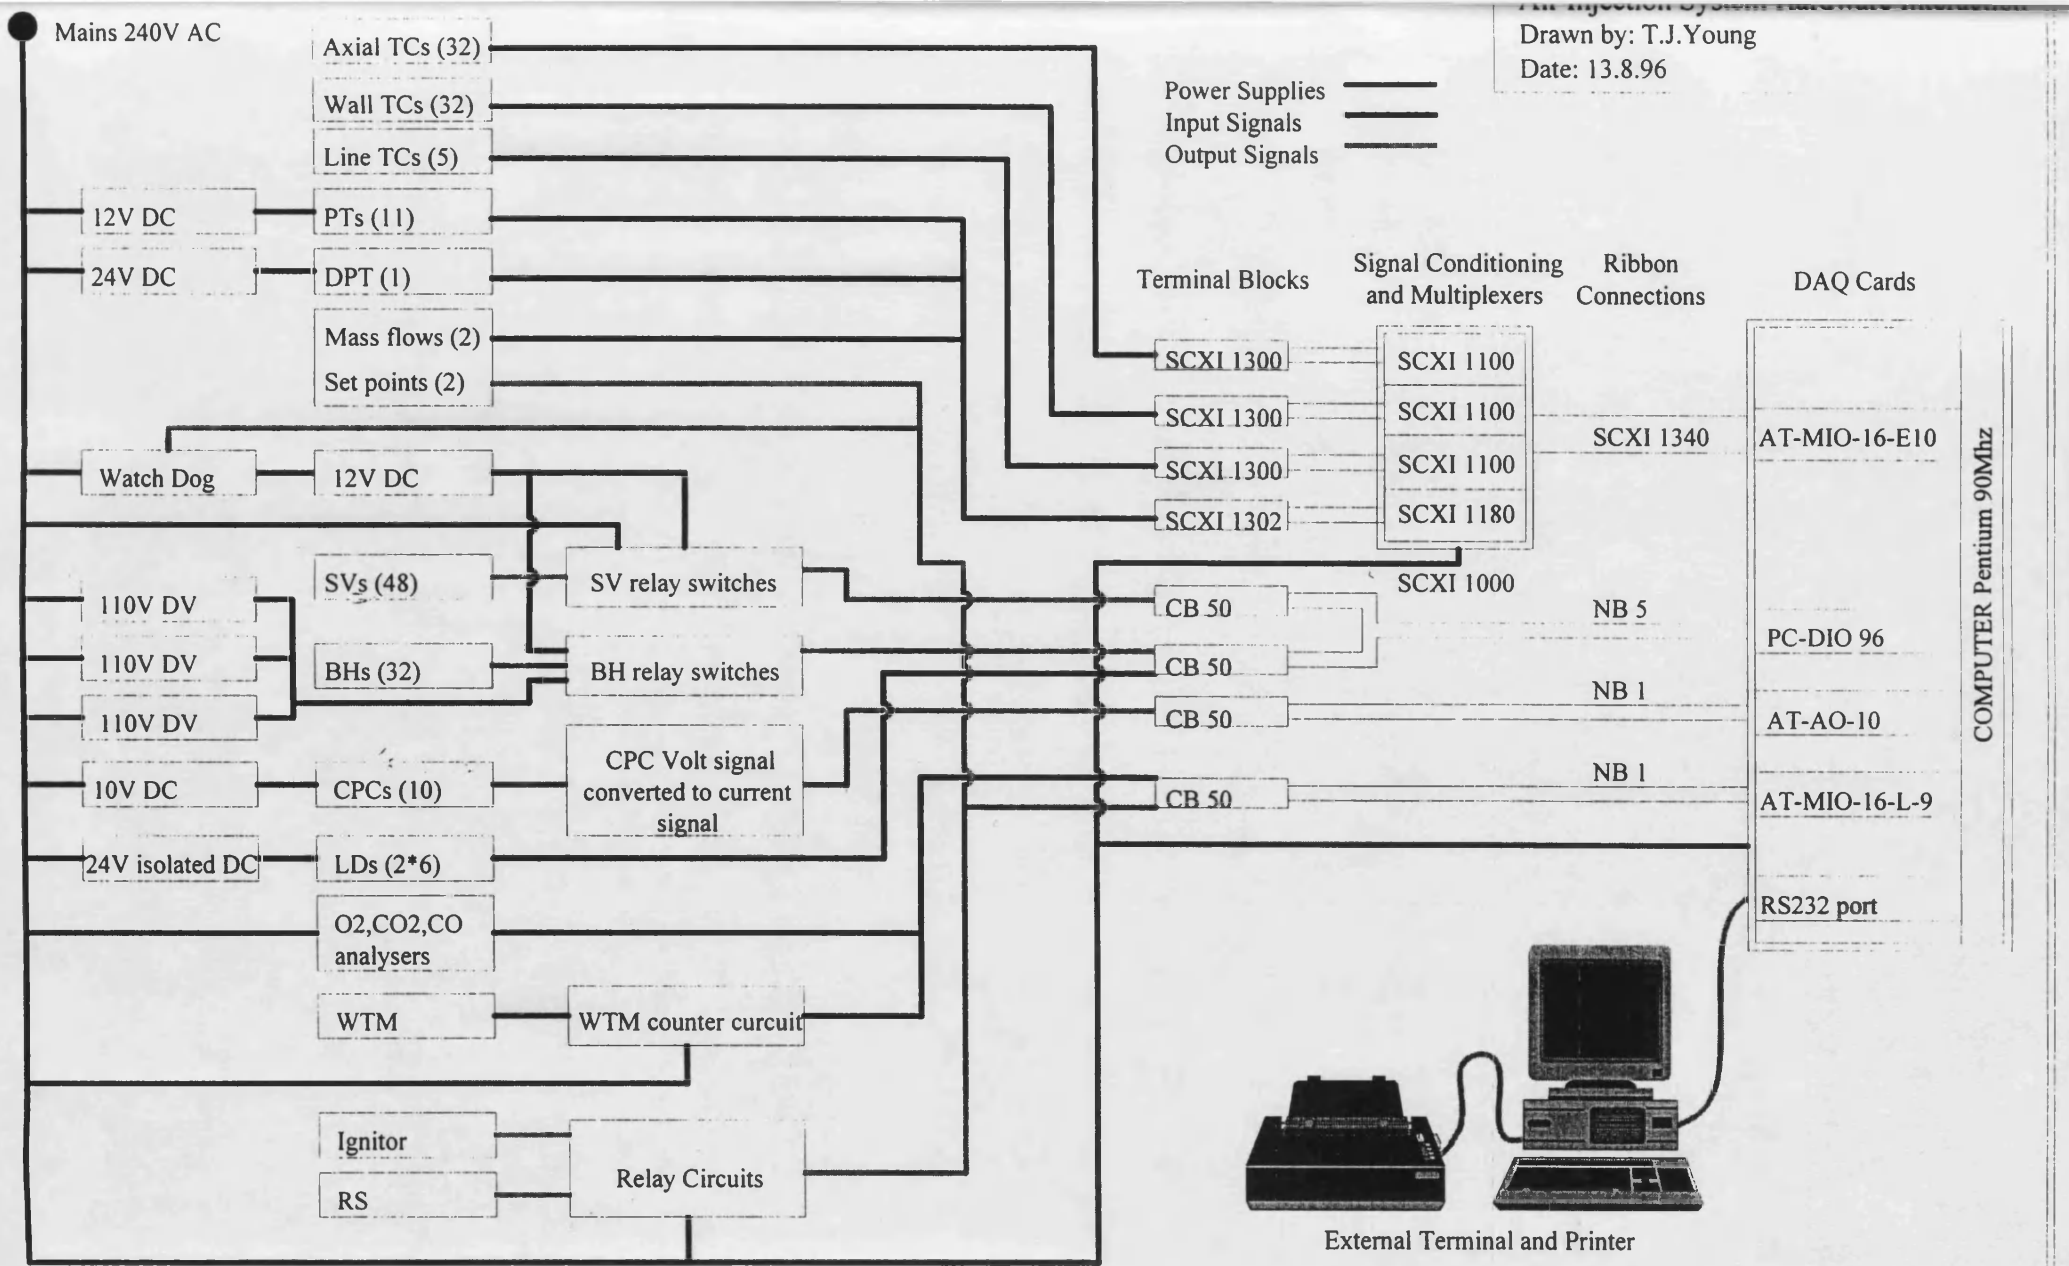 Air Injection System Hardware Interaction
Drawn by: T.J.Young
Date: 13.8.96
Mains 240V AC
Power Supplies
Input Signals
Output Signals
Axial TCs (32)
Wall TCs (32)
Line TCs (5)
12V DC
PTs (11)
24V DC
DPT (1)
Mass flows (2)
Set points (2)
Watch Dog
12V DC
SVs (48)
SV relay switches
110V DV
110V DV
110V DV
BHs (32)
BH relay switches
10V DC
CPCs (10)
CPC Volt signal
converted to current
signal
24V isolated DC
LDs (2*6)
O2,CO2,CO
analysers
WTM
WTM counter curcuit
Ignitor
RS
Relay Circuits
Terminal Blocks
SCXI 1300
SCXI 1300
SCXI 1300
SCXI 1302
CB 50
CB 50
CB 50
CB 50
Signal Conditioning
and Multiplexers
SCXI 1100
SCXI 1100
SCXI 1100
SCXI 1180
SCXI 1000
Ribbon
Connections
SCXI 1340
NB 5
NB 1
NB 1
DAQ Cards
AT-MIO-16-E10
PC-DIO 96
AT-AO-10
AT-MIO-16-L-9
RS232 port
COMPUTER Pentium 90Mhz
External Terminal and Printer